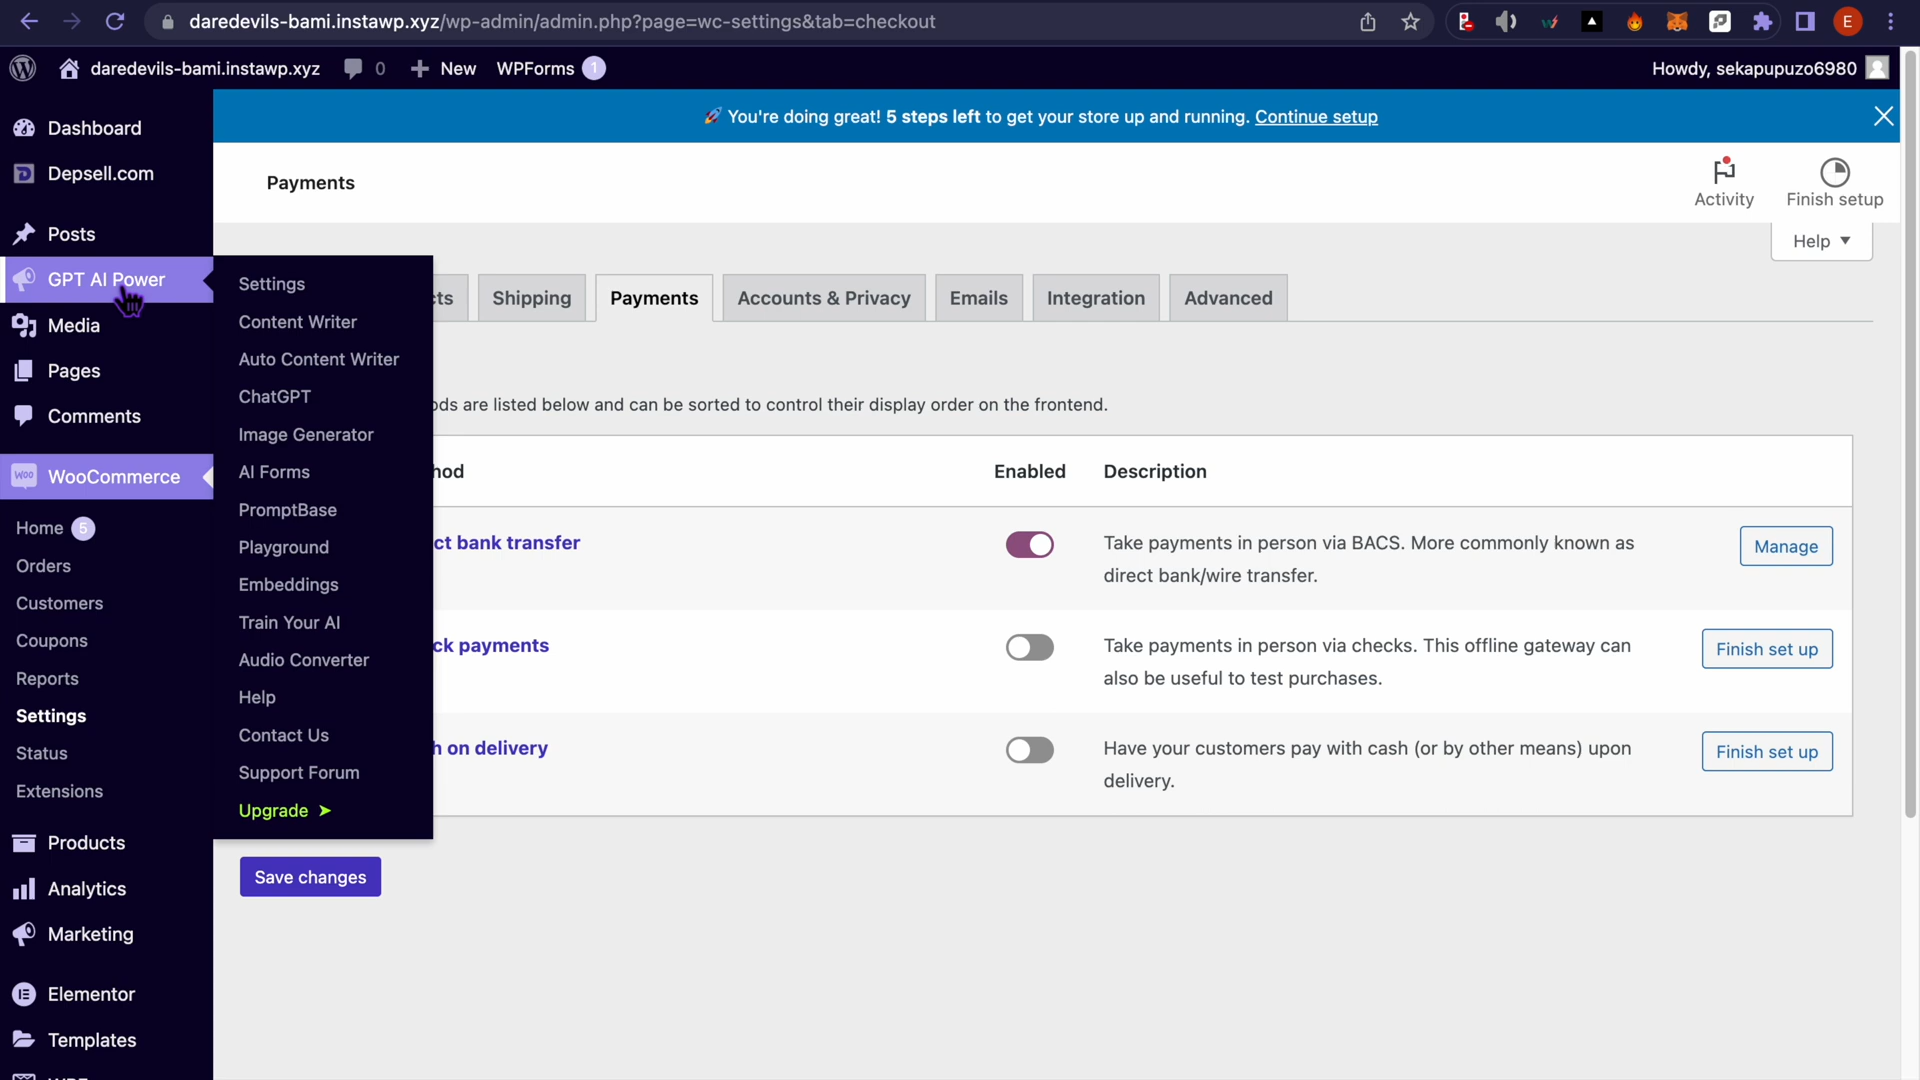 daredevils-bami.instawp.xyz/wp-admin/admin.php?page=wc-settings&tab=checkout
E
daredevils-bami.instawp.xyz 0 New WPForms 1
Howdy, sekapupuzo6980
🚀 You're doing great! 5 steps left to get your store up and running. Continue setup
Dashboard
Depsell.com
Posts
GPT AI Power
Media
Pages
Comments
WooCommerce
Home 5
Orders
Customers
Coupons
Reports
Settings
Status
Extensions
Products
Analytics
Marketing
Elementor
Templates
Settings
Content Writer
Auto Content Writer
ChatGPT
Image Generator
AI Forms
PromptBase
Playground
Embeddings
Train Your AI
Audio Converter
Help
Contact Us
Support Forum
Upgrade ➤
Payments
Activity
Finish setup
Help ▼
cts Shipping Payments Accounts & Privacy Emails Integration Advanced
ods are listed below and can be sorted to control their display order on the frontend.
hod Enabled Description
ct bank transfer
Take payments in person via BACS. More commonly known as
direct bank/wire transfer.
Manage
ck payments
Take payments in person via checks. This offline gateway can
also be useful to test purchases.
Finish set up
h on delivery
Have your customers pay with cash (or by other means) upon
delivery.
Finish set up
Save changes